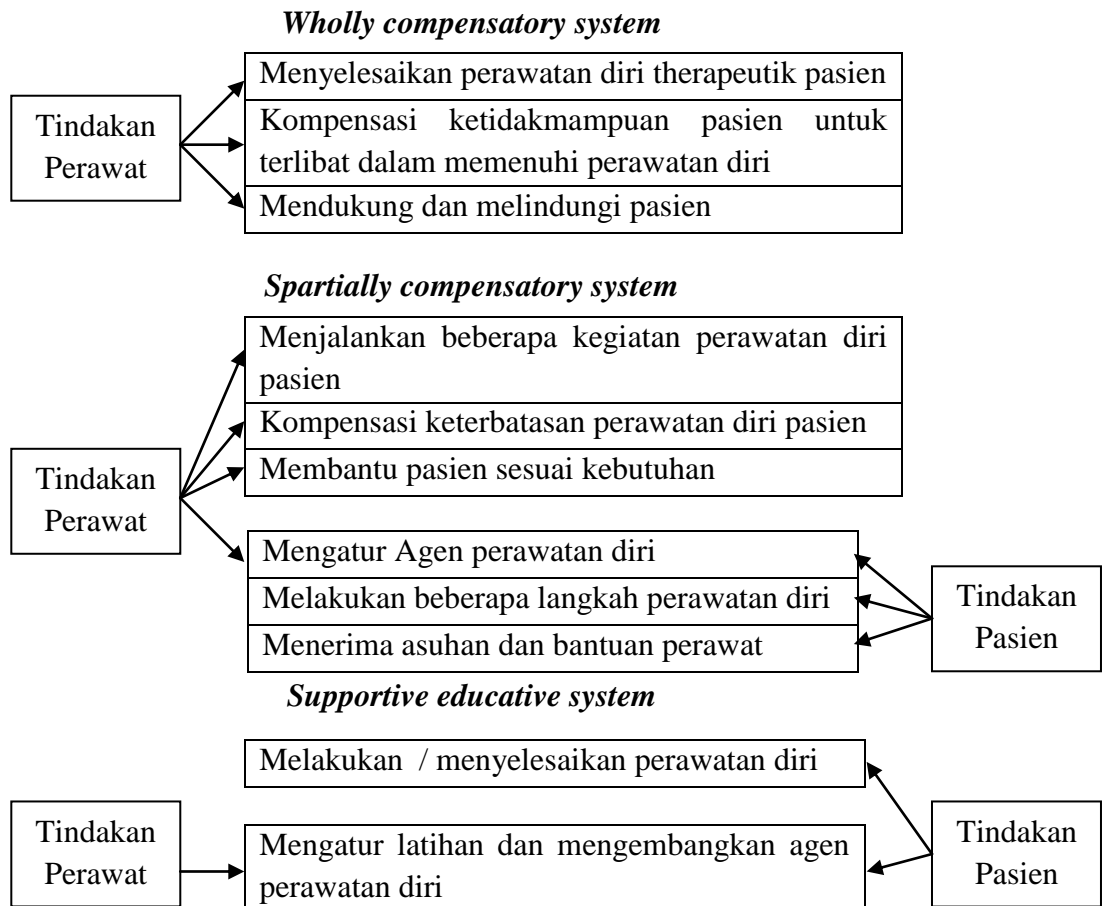 Wholly compensatory system
Tindakan
Perawat
Menyelesaikan perawatan diri therapeutik pasien
Kompensasi ketidakmampuan pasien untuk
terlibat dalam memenuhi perawatan diri
Mendukung dan melindungi pasien
Spartially compensatory system
Tindakan
Perawat
Menjalankan beberapa kegiatan perawatan diri
pasien
Kompensasi keterbatasan perawatan diri pasien
Membantu pasien sesuai kebutuhan
Mengatur Agen perawatan diri
Melakukan beberapa langkah perawatan diri
Menerima asuhan dan bantuan perawat
Tindakan
Pasien
Supportive educative system
Melakukan / menyelesaikan perawatan diri
Tindakan
Perawat
Mengatur latihan dan mengembangkan agen
perawatan diri
Tindakan
Pasien